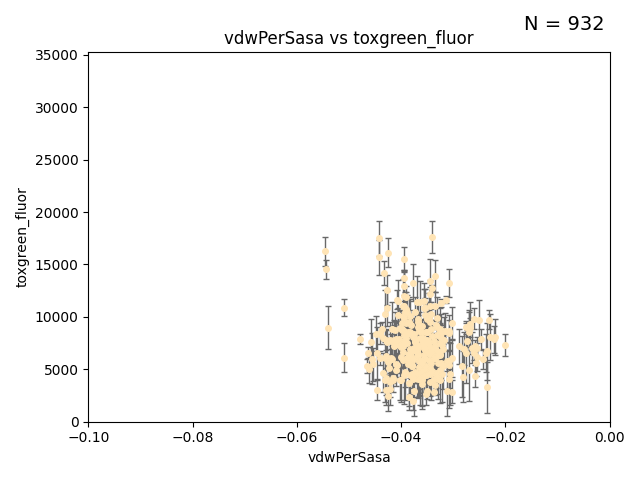 N = 932
vdwPerSasa vs toxgreen_fluor
35000
30000
25000
20000
15000
10000
5000
0
toxgreen_fluor
−0.10 −0.08 −0.06 −0.04 −0.02 0.00
vdwPerSasa